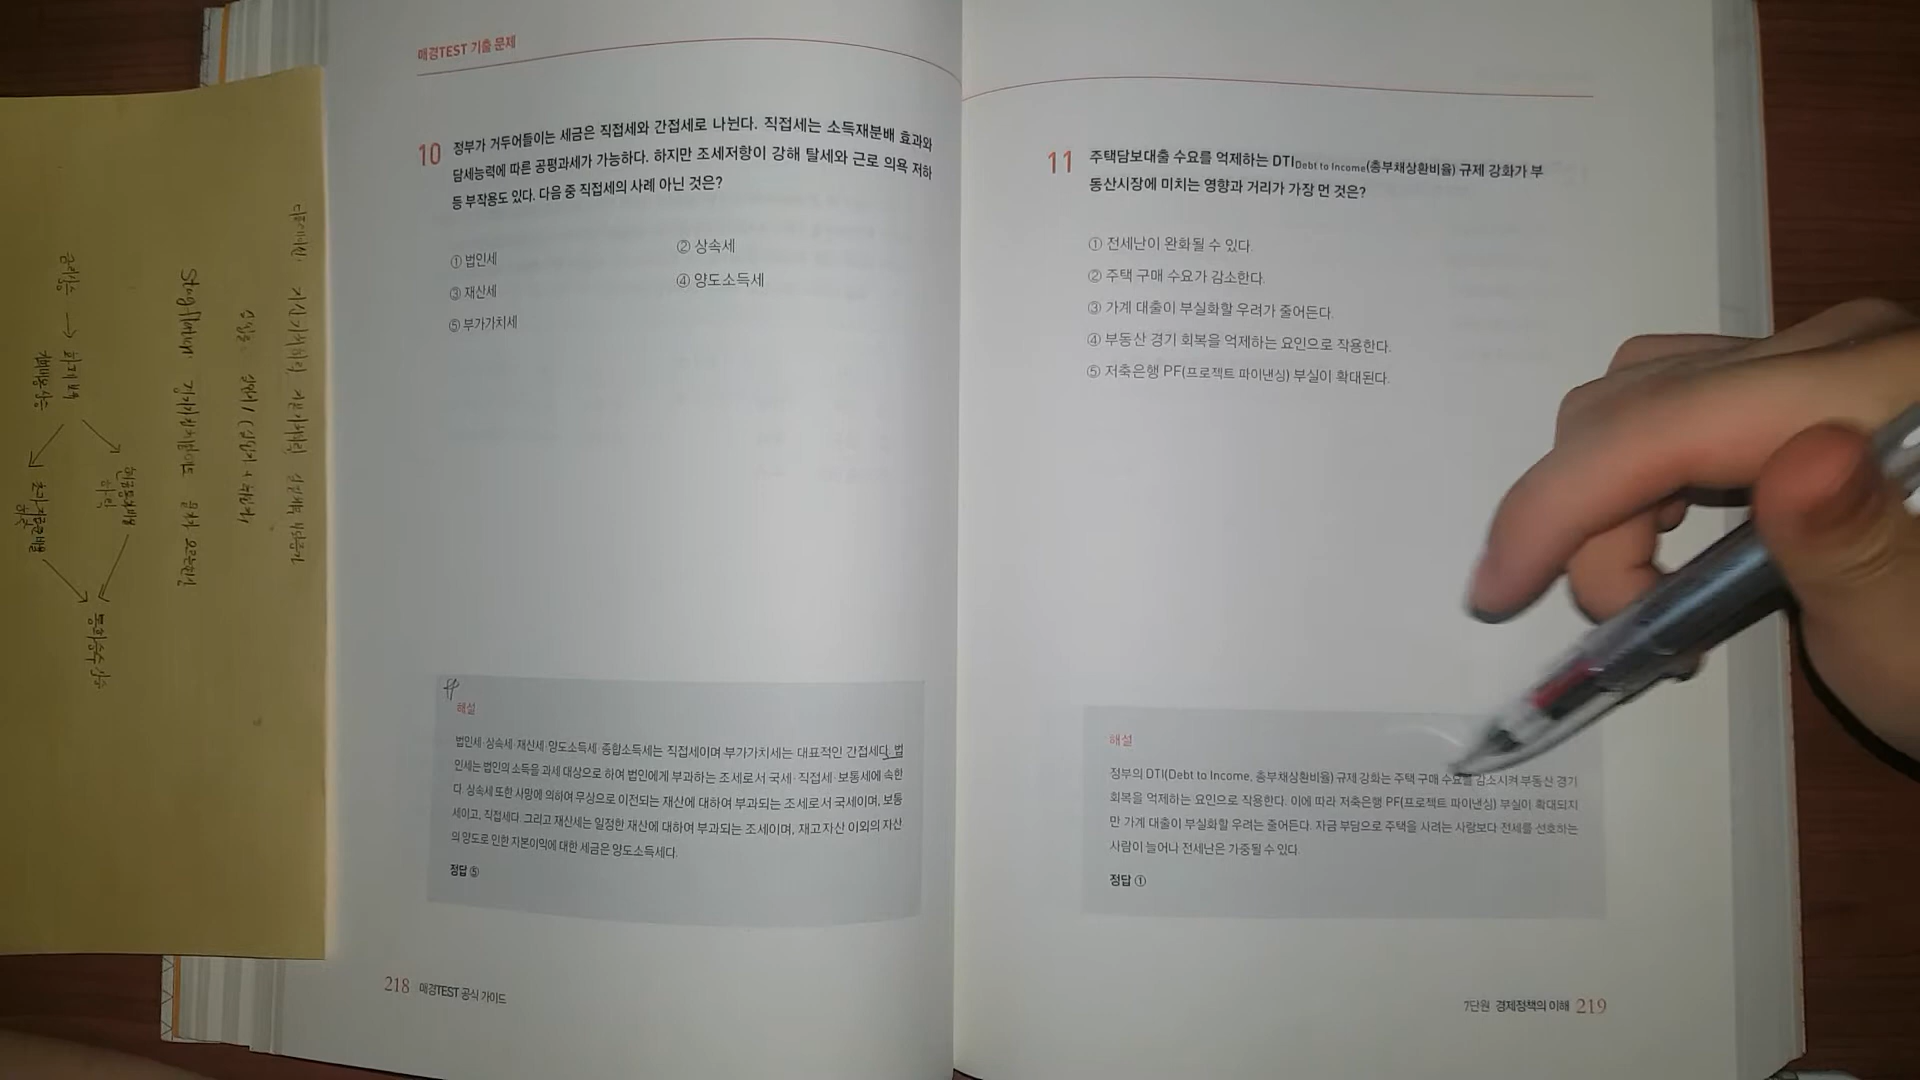 매경TEST 기출 문제
10 정부가 거두어들이는 세금은 직접세와 간접세로 나뉜다. 직접세는 소득재분배 효과와
담세능력에 따른 공평과세가 가능하다. 하지만 조세저항이 강해 탈세와 근로 의욕 저하
등 부작용도 있다. 다음 중 직접세의 사례 아닌 것은?
① 법인세
② 상속세
③ 재산세
④ 양도소득세
⑤ 부가가치세
해설
법인세·상속세·재산세·양도소득세·종합소득세는 직접세이며 부가가치세는 대표적인 간접세다. 법
인세는 법인의 소득을 과세 대상으로 하여 법인에게 부과하는 조세로서 국세·직접세·보통세에 속한
다. 상속세 또한 사망에 의하여 무상으로 이전되는 재산에 대하여 부과되는 조세로서 국세이며, 보통
세이고, 직접세다. 그리고 재산세는 일정한 재산에 대하여 부과되는 조세이며, 재고자산 이외의 자산
의 양도로 인한 자본이익에 대한 세금은 양도소득세다.
정답 ⑤
218 매경TEST 공식 가이드
11 주택담보대출 수요를 억제하는 DTI Debt to Income(총부채상환비율) 규제 강화가 부
동산시장에 미치는 영향과 거리가 가장 먼 것은?
① 전세난이 완화될 수 있다.
② 주택 구매 수요가 감소한다.
③ 가계 대출이 부실화할 우려가 줄어든다.
④ 부동산 경기 회복을 억제하는 요인으로 작용한다.
⑤ 저축은행 PF(프로젝트 파이낸싱) 부실이 확대된다.
해설
정부의 DTI(Debt to Income, 총부채상환비율) 규제 강화는 주택 구매 수요를 감소시켜 부동산 경기
회복을 억제하는 요인으로 작용한다. 이에 따라 저축은행 PF(프로젝트 파이낸싱) 부실이 확대되지
만 가계 대출이 부실화할 우려는 줄어든다. 자금 부담으로 주택을 사려는 사람보다 전세를 선호하는
사람이 늘어나 전세난은 가중될 수 있다.
정답 ①
7단원 경제정책의 이해 219